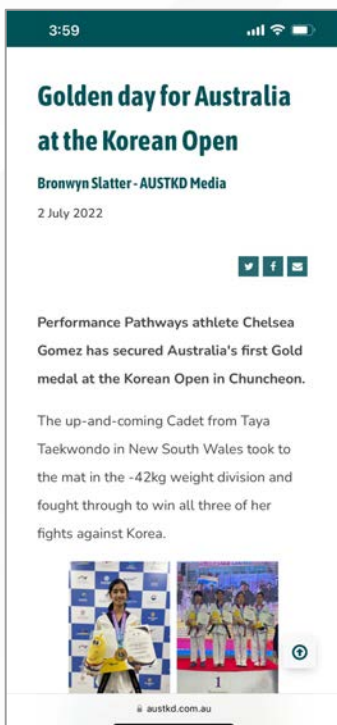 3:59
Golden day for Australia
at the Korean Open
Bronwyn Slatter - AUSTKD Media
2 July 2022
Performance Pathways athlete Chelsea
Gomez has secured Australia's first Gold
medal at the Korean Open in Chuncheon.
The up-and-coming Cadet from Taya
Taekwondo in New South Wales took to
the mat in the -42kg weight division and
fought through to win all three of her
fights against Korea.
1
austkd.com.au